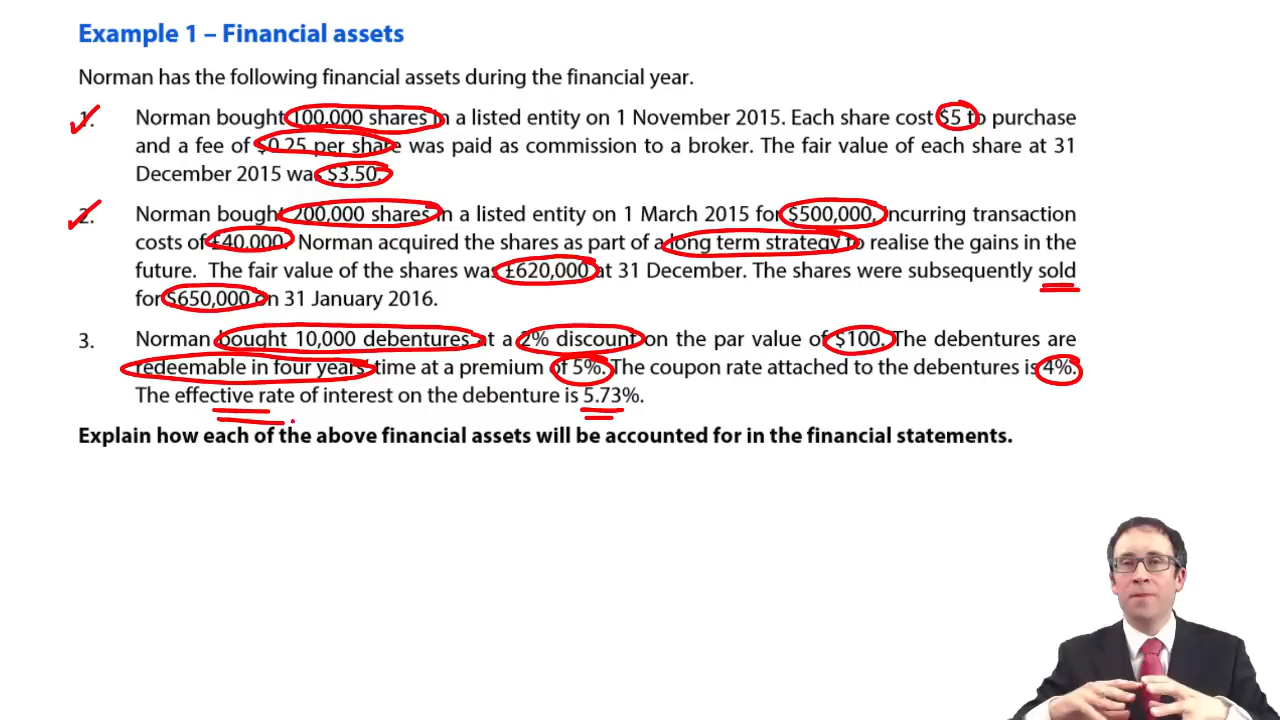 Example 1 – Financial assets
Norman has the following financial assets during the financial year.
1. Norman bought 100,000 shares in a listed entity on 1 November 2015. Each share cost $5 to purchase
and a fee of $0.25 per share was paid as commission to a broker. The fair value of each share at 31
December 2015 was $3.50.
2. Norman bought 200,000 shares in a listed entity on 1 March 2015 for $500,000, incurring transaction
costs of £40,000. Norman acquired the shares as part of a long term strategy to realise the gains in the
future. The fair value of the shares was £620,000 at 31 December. The shares were subsequently sold
for $650,000 on 31 January 2016.
3. Norman bought 10,000 debentures at a 2% discount on the par value of $100. The debentures are
redeemable in four years' time at a premium of 5%. The coupon rate attached to the debentures is 4%.
The effective rate of interest on the debenture is 5.73%.
Explain how each of the above financial assets will be accounted for in the financial statements.